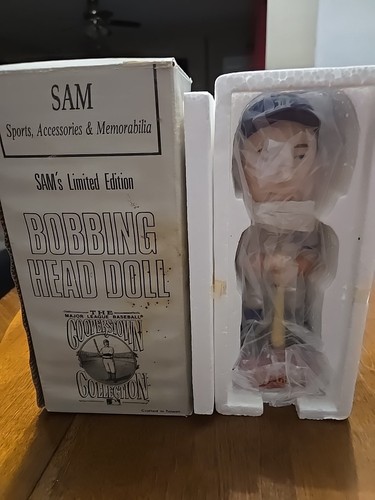 SAM
Sports, Accessories & Memorabilia
SAM's Limited Edition
BOBBING
HEAD DOLL
THE
MAJOR LEAGUE BASEBALL®
COOPERSTOWN
COLLECTION